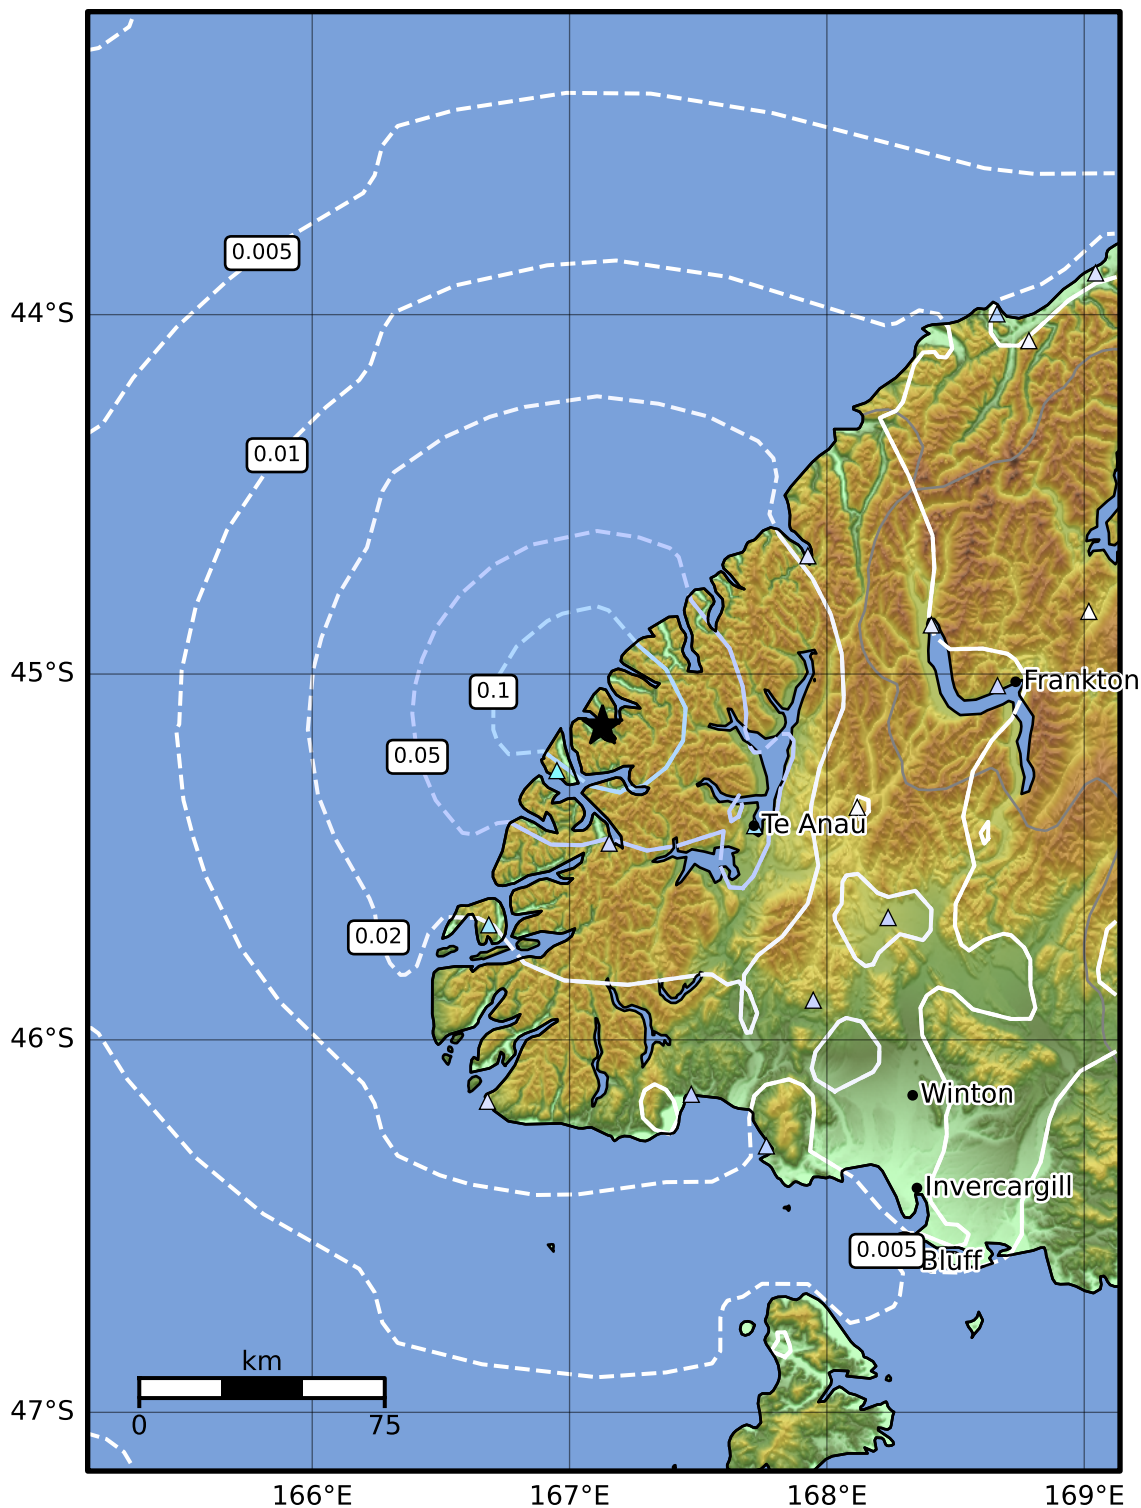 0.005
44°S
0.01
45°S
Frankton
0.1
0.05
Te Anau
0.02
46°S
Winton
Invercargill
0.005
Bluff
km
0 75
47°S
166°E 167°E 168°E 169°E